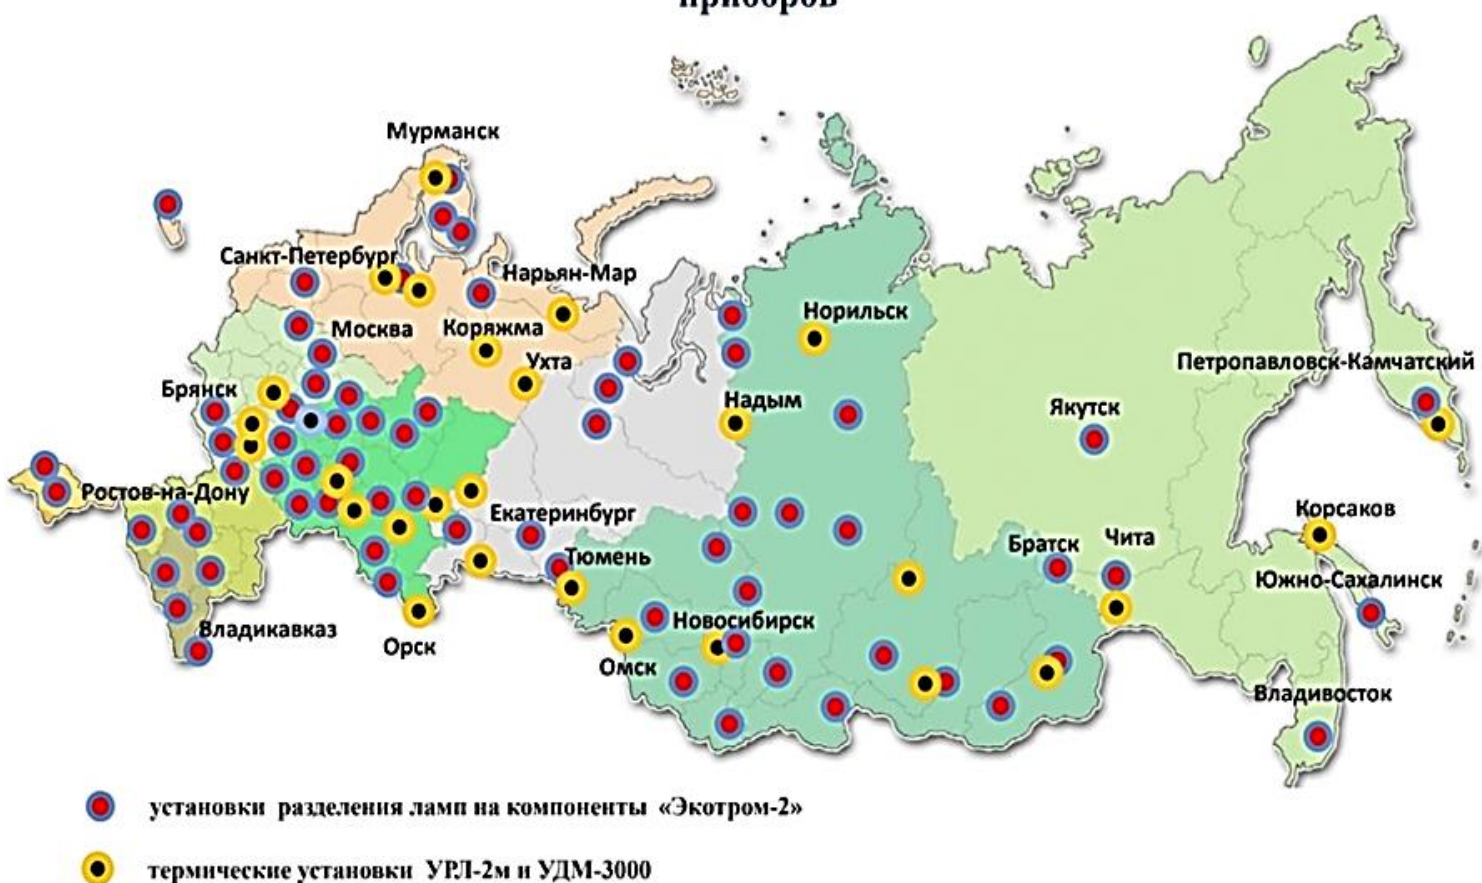 приборов
Мурманск
Санкт-Петербург
Нарьян-Мар
Норильск
Москва
Коряжма
Ухта
Петропавловск-Камчатский
Брянск
Надым
Якутск
Ростов-на-Дону
Екатеринбург
Корсаков
Братск
Чита
Тюмень
Южно-Сахалинск
Новосибирск
Владикавказ
Орск
Омск
Владивосток
установки разделения ламп на компоненты «Экотром-2»
термические установки УРЛ-2м и УДМ-3000